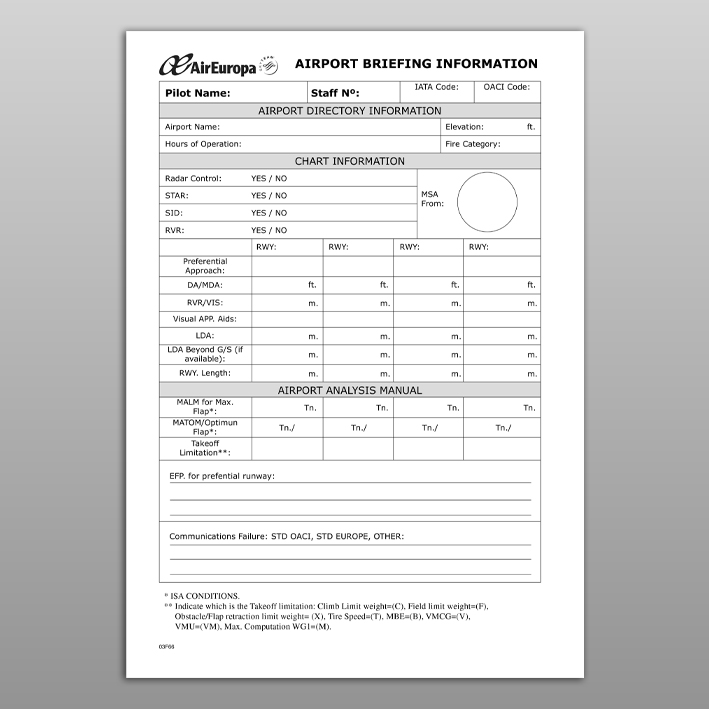 AirEuropa
AIRPORT BRIEFING INFORMATION
Pilot Name: Staff Nº: IATA Code: OACI Code:
AIRPORT DIRECTORY INFORMATION
Airport Name: Elevation: ft.
Hours of Operation: Fire Category:
CHART INFORMATION
Radar Control: YES / NO
STAR: YES / NO
MSA
From:
SID: YES / NO
RVR: YES / NO
RWY: RWY: RWY: RWY:
Preferential
Approach:
DA/MDA: ft. ft. ft. ft.
RVR/VIS: m. m. m. m.
Visual APP. Aids:
LDA: m. m. m. m.
LDA Beyond G/S (if
available): m. m. m. m.
RWY. Length: m. m. m. m.
AIRPORT ANALYSIS MANUAL
MALM for Max.
Flap*: Tn. Tn. Tn. Tn.
MATOM/Optimun
Flap*: Tn./ Tn./ Tn./ Tn./
Takeoff
Limitation**:
EFP. for prefential runway:
Communications Failure: STD OACI, STD EUROPE, OTHER:
* ISA CONDITIONS.
** Indicate which is the Takeoff limitation: Climb Limit weight=(C), Field limit weight=(F),
Obstacle/Flap retraction limit weight= (X), Tire Speed=(T), MBE=(B), VMCG=(V),
VMU=(VM), Max. Computation WG1=(M).
03F66